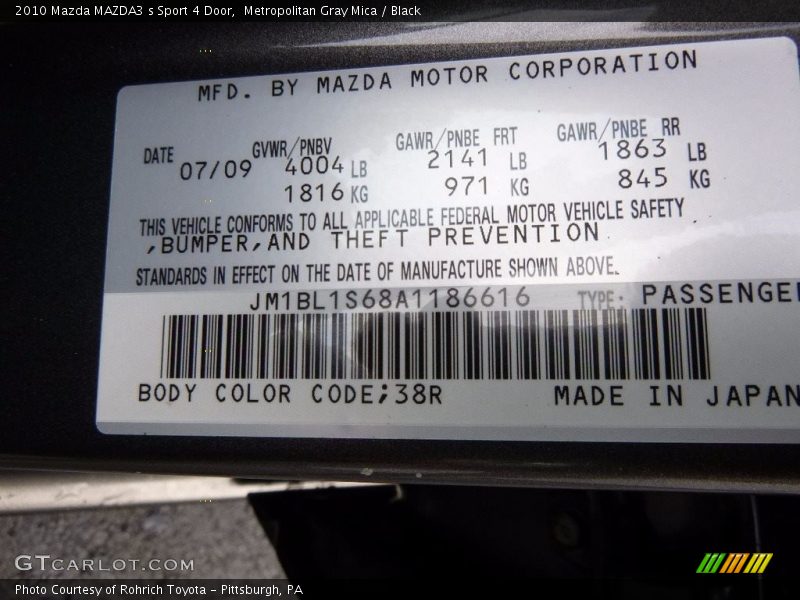 2010 Mazda MAZDA3 s Sport 4 Door,  Metropolitan Gray Mica / Black
MFD. BY MAZDA MOTOR CORPORATION
DATE 07/09 GVWR/PNBV 4004 LB 1816 KG
GAWR/PNBE FRT 2141 LB 971 KG
GAWR/PNBE RR 1863 LB 845 KG
THIS VEHICLE CONFORMS TO ALL APPLICABLE FEDERAL MOTOR VEHICLE SAFETY
,BUMPER,AND THEFT PREVENTION
STANDARDS IN EFFECT ON THE DATE OF MANUFACTURE SHOWN ABOVE.
JM1BL1S68A1186616 TYPE: PASSENGER
BODY COLOR CODE;38R MADE IN JAPAN
GTCARLOT.COM
Photo Courtesy of Rohrich Toyota - Pittsburgh, PA